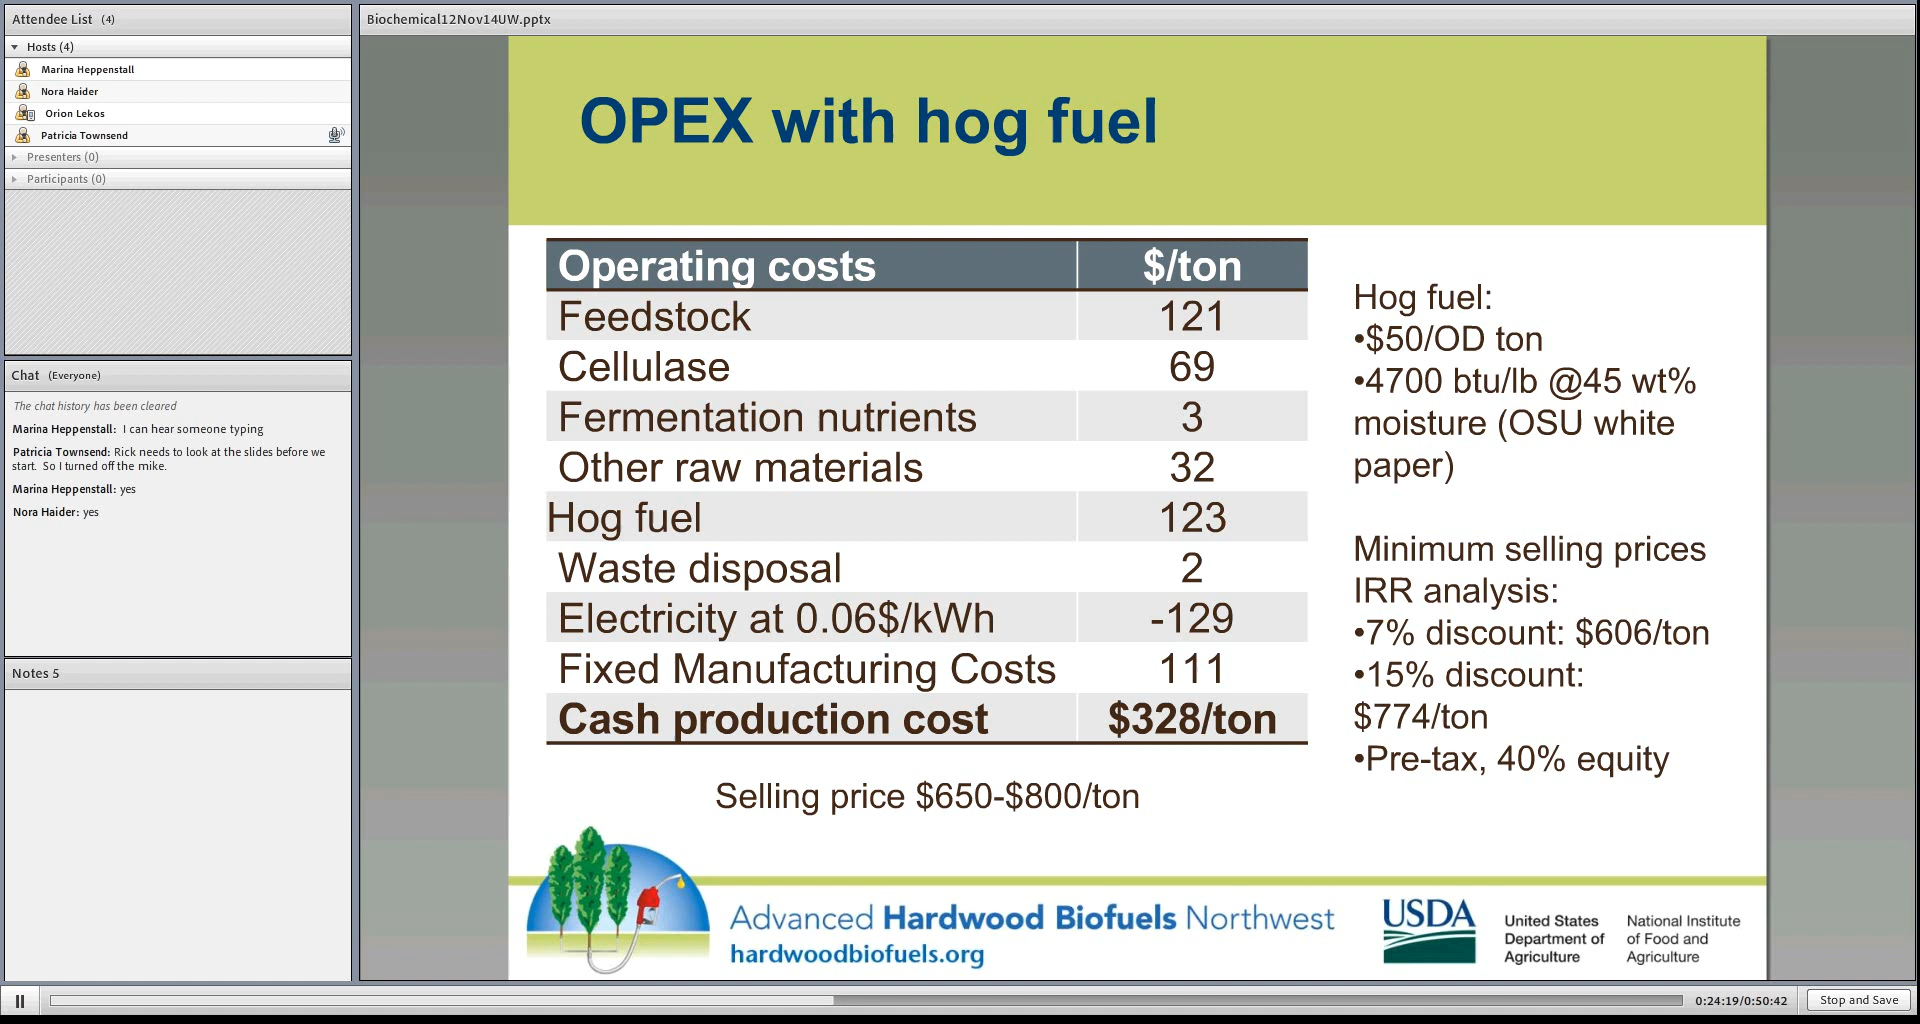 Attendee List (4)
Hosts (4)
Marina Heppenstall
Nora Haider
Orion Lekos
Patricia Townsend
Presenters (0)
Participants (0)
Chat (Everyone)
The chat history has been cleared
Marina Heppenstall: I can hear someone typing
Patricia Townsend: Rick needs to look at the slides before we
start. So I turned off the mike.
Marina Heppenstall: yes
Nora Haider: yes
Notes 5
Biochemical12Nov14UW.pptx
OPEX with hog fuel
Operating costs $/ton
Feedstock 121
Cellulase 69
Fermentation nutrients 3
Other raw materials 32
Hog fuel 123
Waste disposal 2
Electricity at 0.06$/kWh -129
Fixed Manufacturing Costs 111
Cash production cost $328/ton
Selling price $650-$800/ton
Hog fuel:
•$50/OD ton
•4700 btu/lb @45 wt%
moisture (OSU white
paper)
Minimum selling prices
IRR analysis:
•7% discount: $606/ton
•15% discount:
$774/ton
•Pre-tax, 40% equity
Advanced Hardwood Biofuels Northwest
hardwoodbiofuels.org
USDA
United States
Department of
Agriculture
National Institute
of Food and
Agriculture
0:24:19/0:50:42
Stop and Save